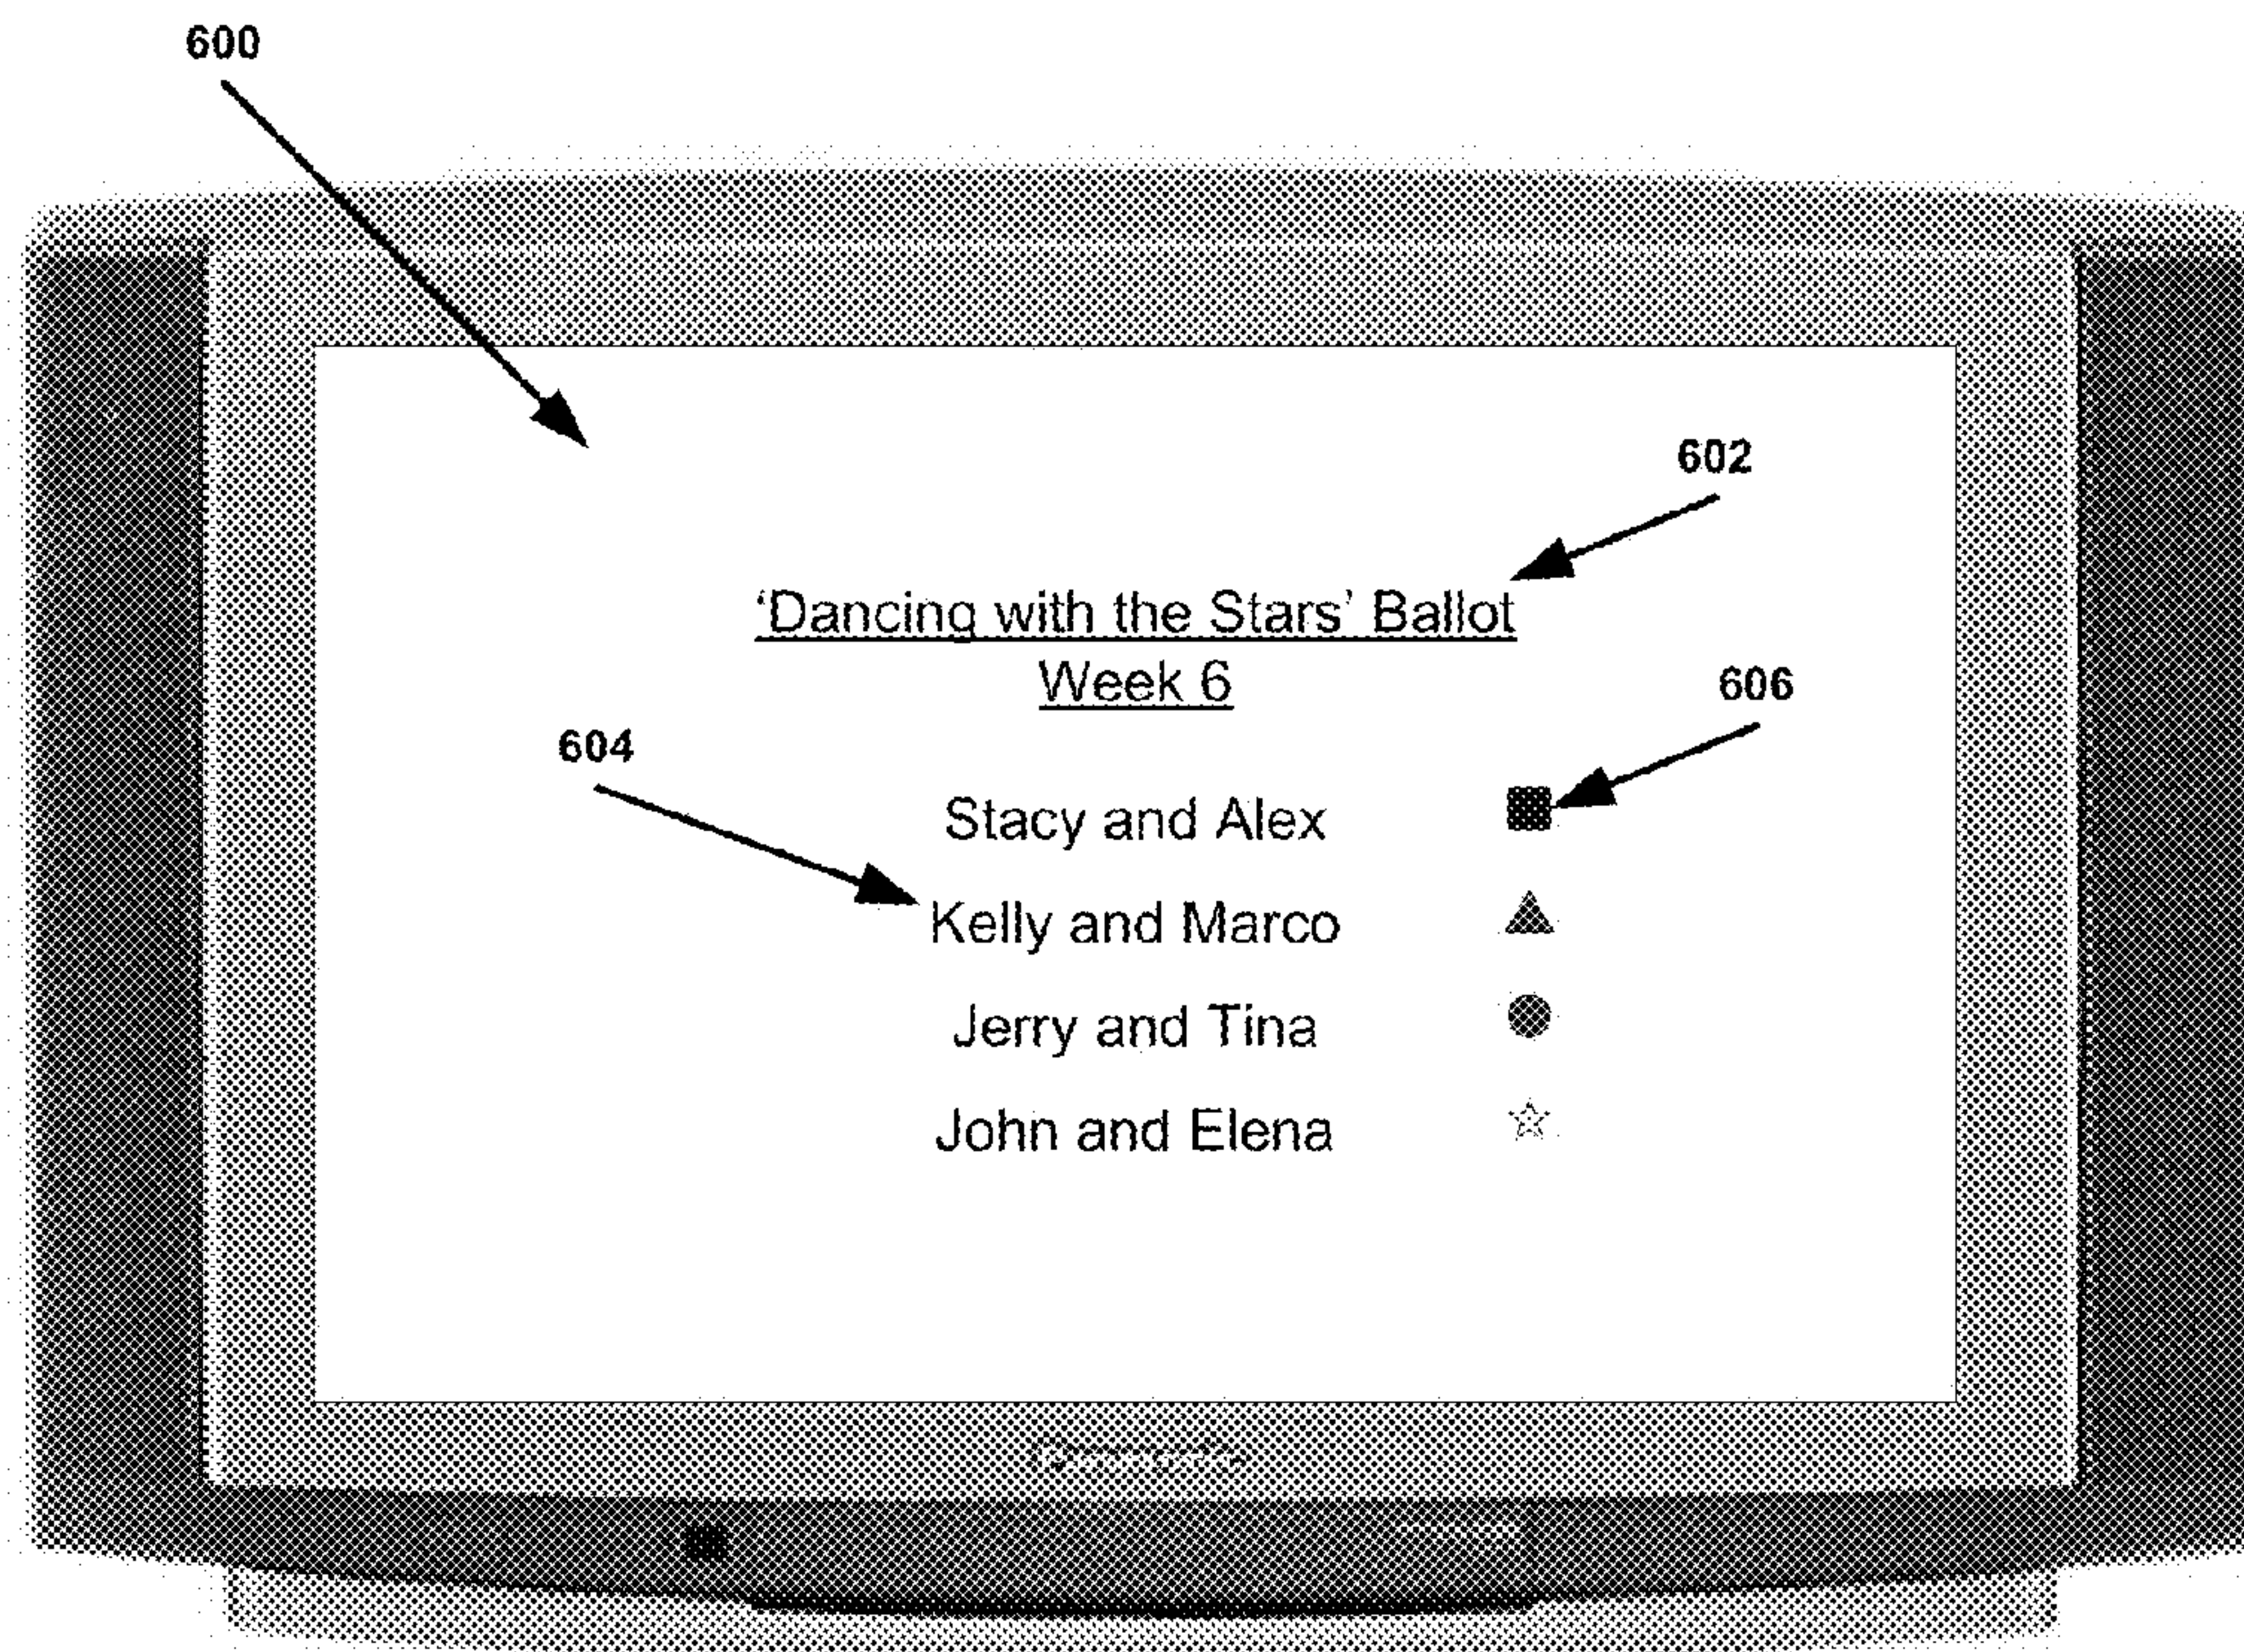 600
602
'Dancing with the Stars' Ballot
Week 6
606
604
Stacy and Alex
Kelly and Marco
Jerry and Tina
John and Elena